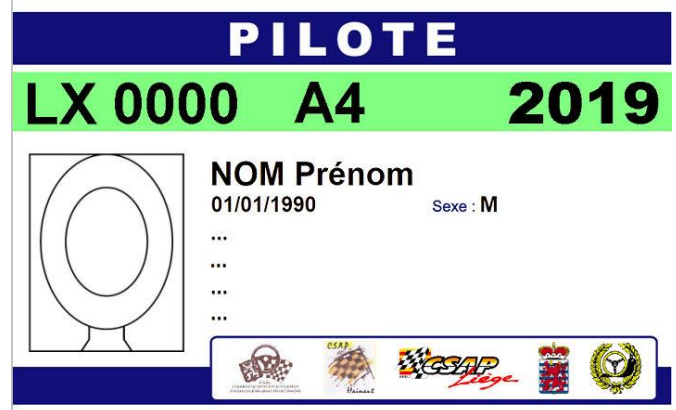 PILOTE
LX 0000 A4 2019
NOM Prénom
01/01/1990 Sexe : M
...
...
...
...
CSAP
Hainaut
CSAP
Liège